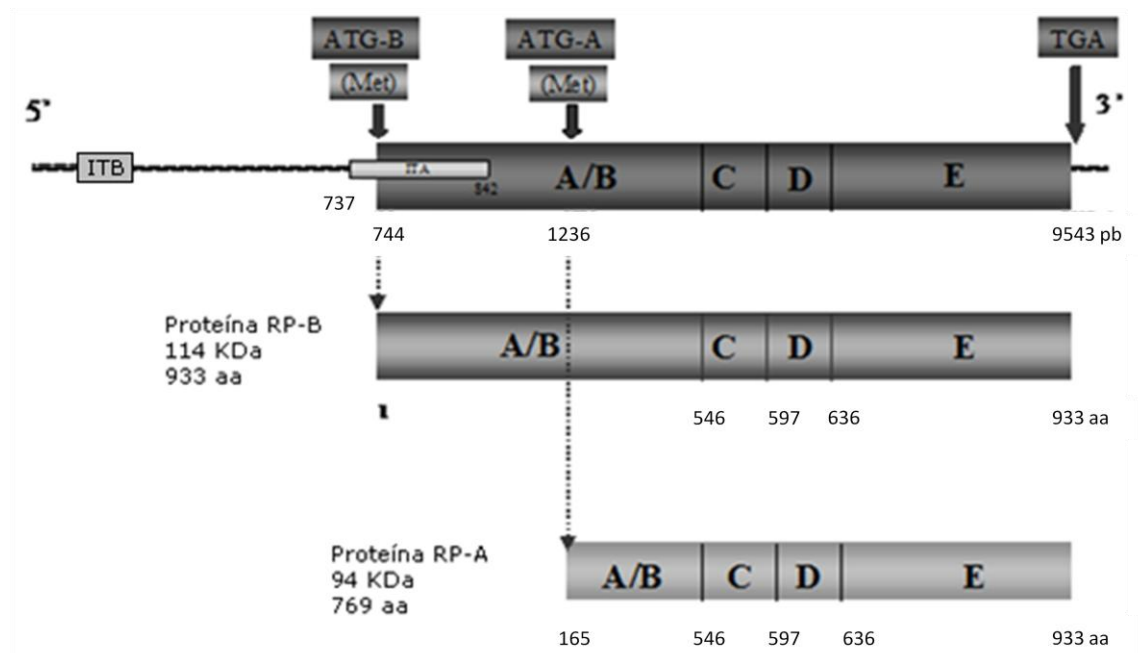 ATG-B ATG-A TGA
(Met) (Met)
5' 3'
ITB ITA A/B C D E
842
737
744 1236 9543 pb
Proteína RP-B
114 KDa
933 aa
A/B C D E
1
546 597 636 933 aa
Proteína RP-A
94 KDa
769 aa
A/B C D E
165 546 597 636 933 aa